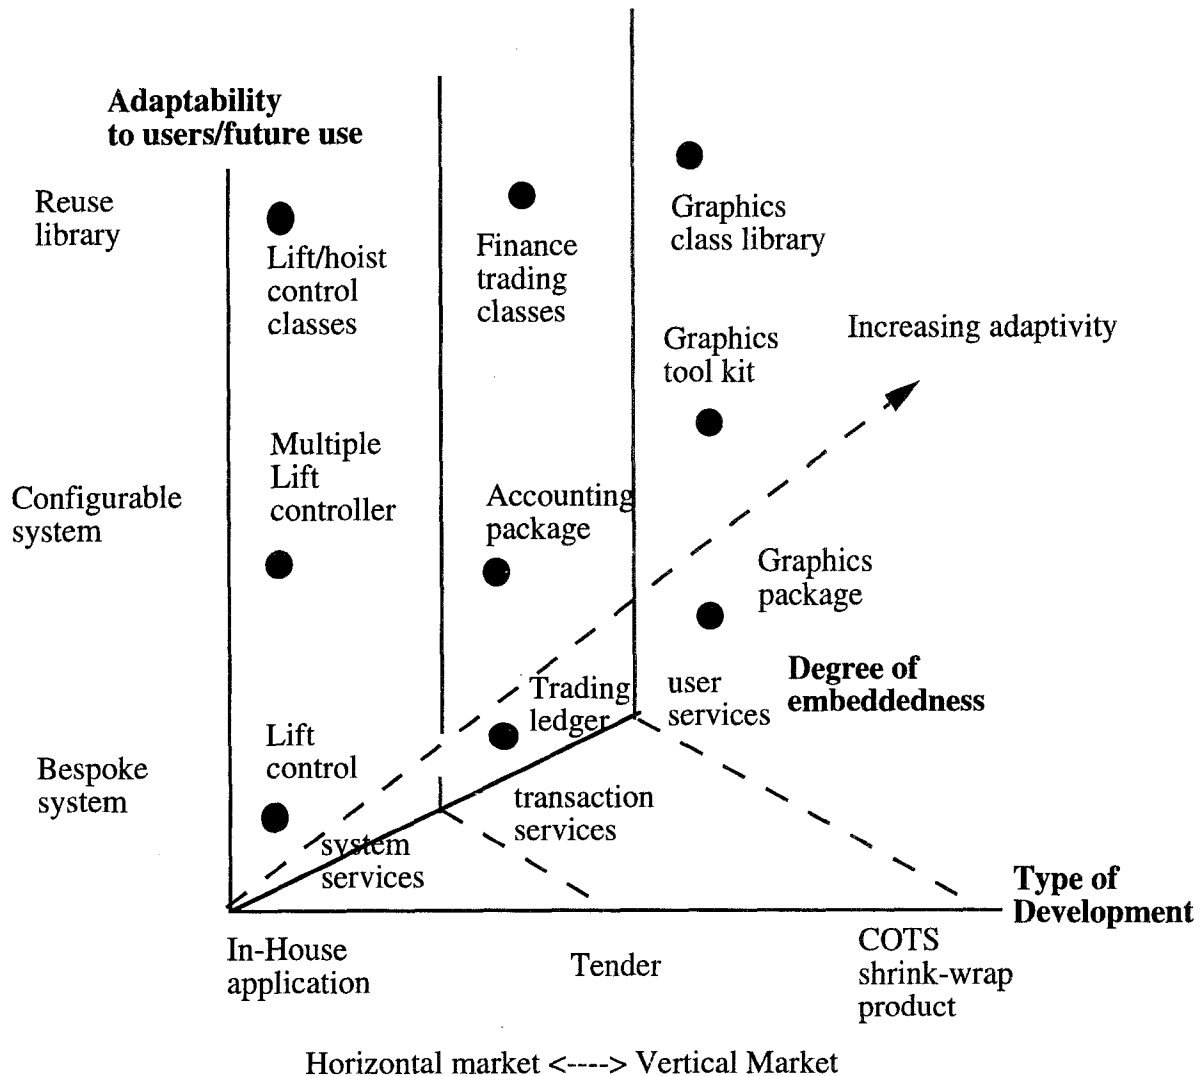 Adaptability
to users/future use
Reuse
library
Lift/hoist
control
classes
Finance
trading
classes
Graphics
class library
Increasing adaptivity
Graphics
tool kit
Multiple
Lift
controller
Configurable
system
Accounting
package
Graphics
package
Degree of
embeddedness
user
services
Trading
ledger
Lift
control
Bespoke
system
transaction
services
system
services
Type of
Development
In-House
application
Tender
COTS
shrink-wrap
product
Horizontal market <----> Vertical Market